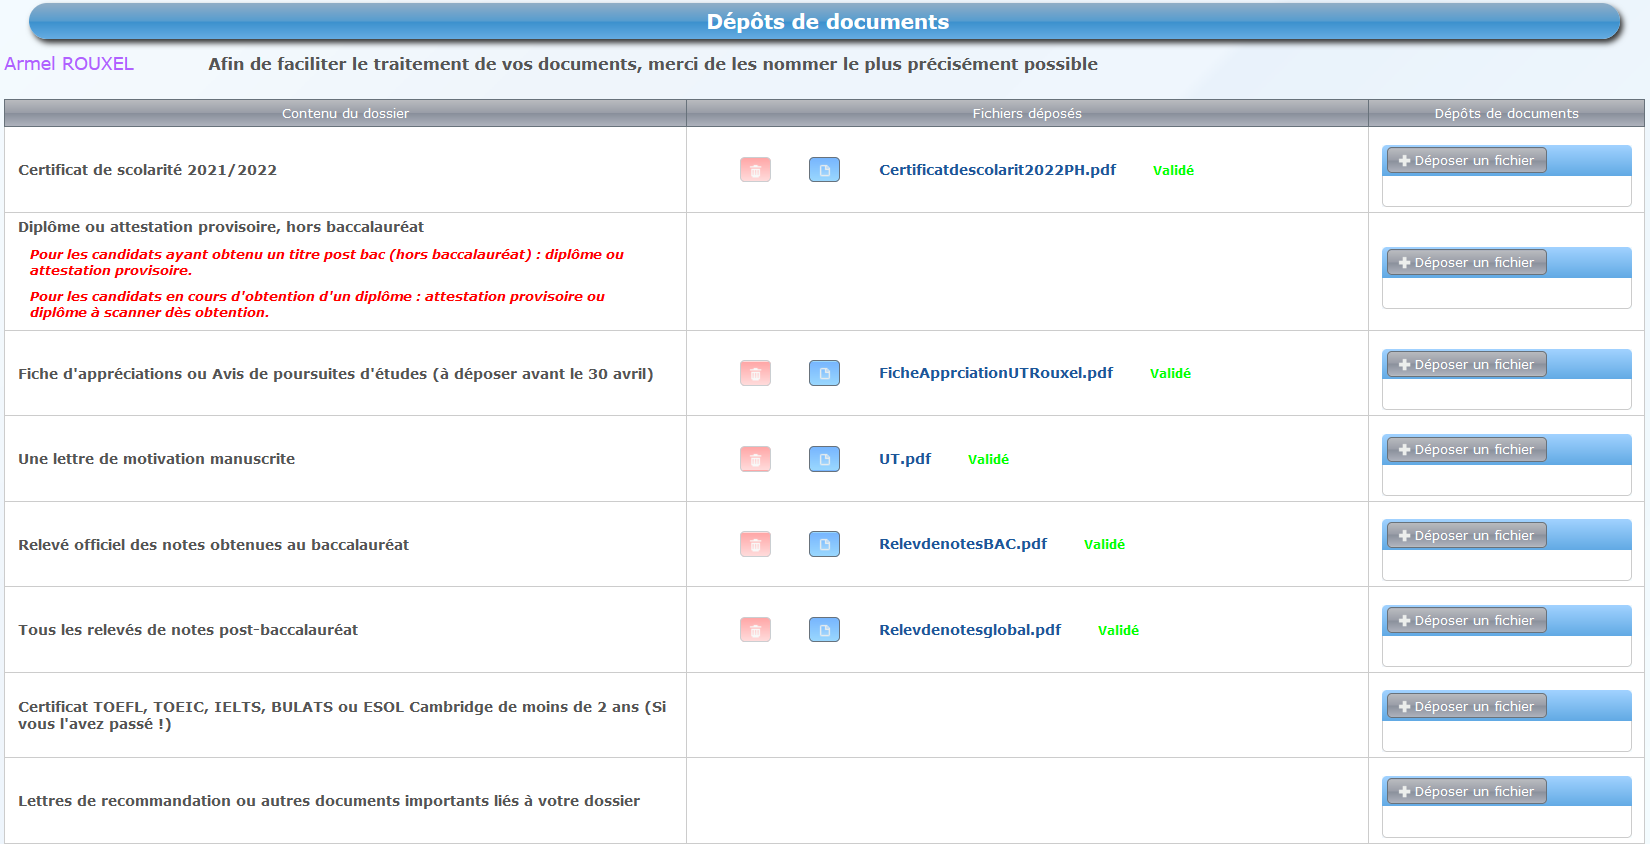 Dépôts de documents
Armel ROUXEL
Afin de faciliter le traitement de vos documents, merci de les nommer le plus précisément possible
Contenu du dossier
Fichiers déposés
Dépôts de documents
Certificat de scolarité 2021/2022
Certificatdescolarit2022PH.pdf
Validé
Déposer un fichier
Diplôme ou attestation provisoire, hors baccalauréat
Pour les candidats ayant obtenu un titre post bac (hors baccalauréat) : diplôme ou
attestation provisoire.
Pour les candidats en cours d'obtention d'un diplôme : attestation provisoire ou
diplôme à scanner dès obtention.
Déposer un fichier
Fiche d'appréciations ou Avis de poursuites d'études (à déposer avant le 30 avril)
FicheApprciationUTRouxel.pdf
Validé
Déposer un fichier
Une lettre de motivation manuscrite
UT.pdf
Validé
Déposer un fichier
Relevé officiel des notes obtenues au baccalauréat
RelevdenotesBAC.pdf
Validé
Déposer un fichier
Tous les relevés de notes post-baccalauréat
Relevdenotesglobal.pdf
Validé
Déposer un fichier
Certificat TOEFL, TOEIC, IELTS, BULATS ou ESOL Cambridge de moins de 2 ans (Si
vous l'avez passé !)
Déposer un fichier
Lettres de recommandation ou autres documents importants liés à votre dossier
Déposer un fichier